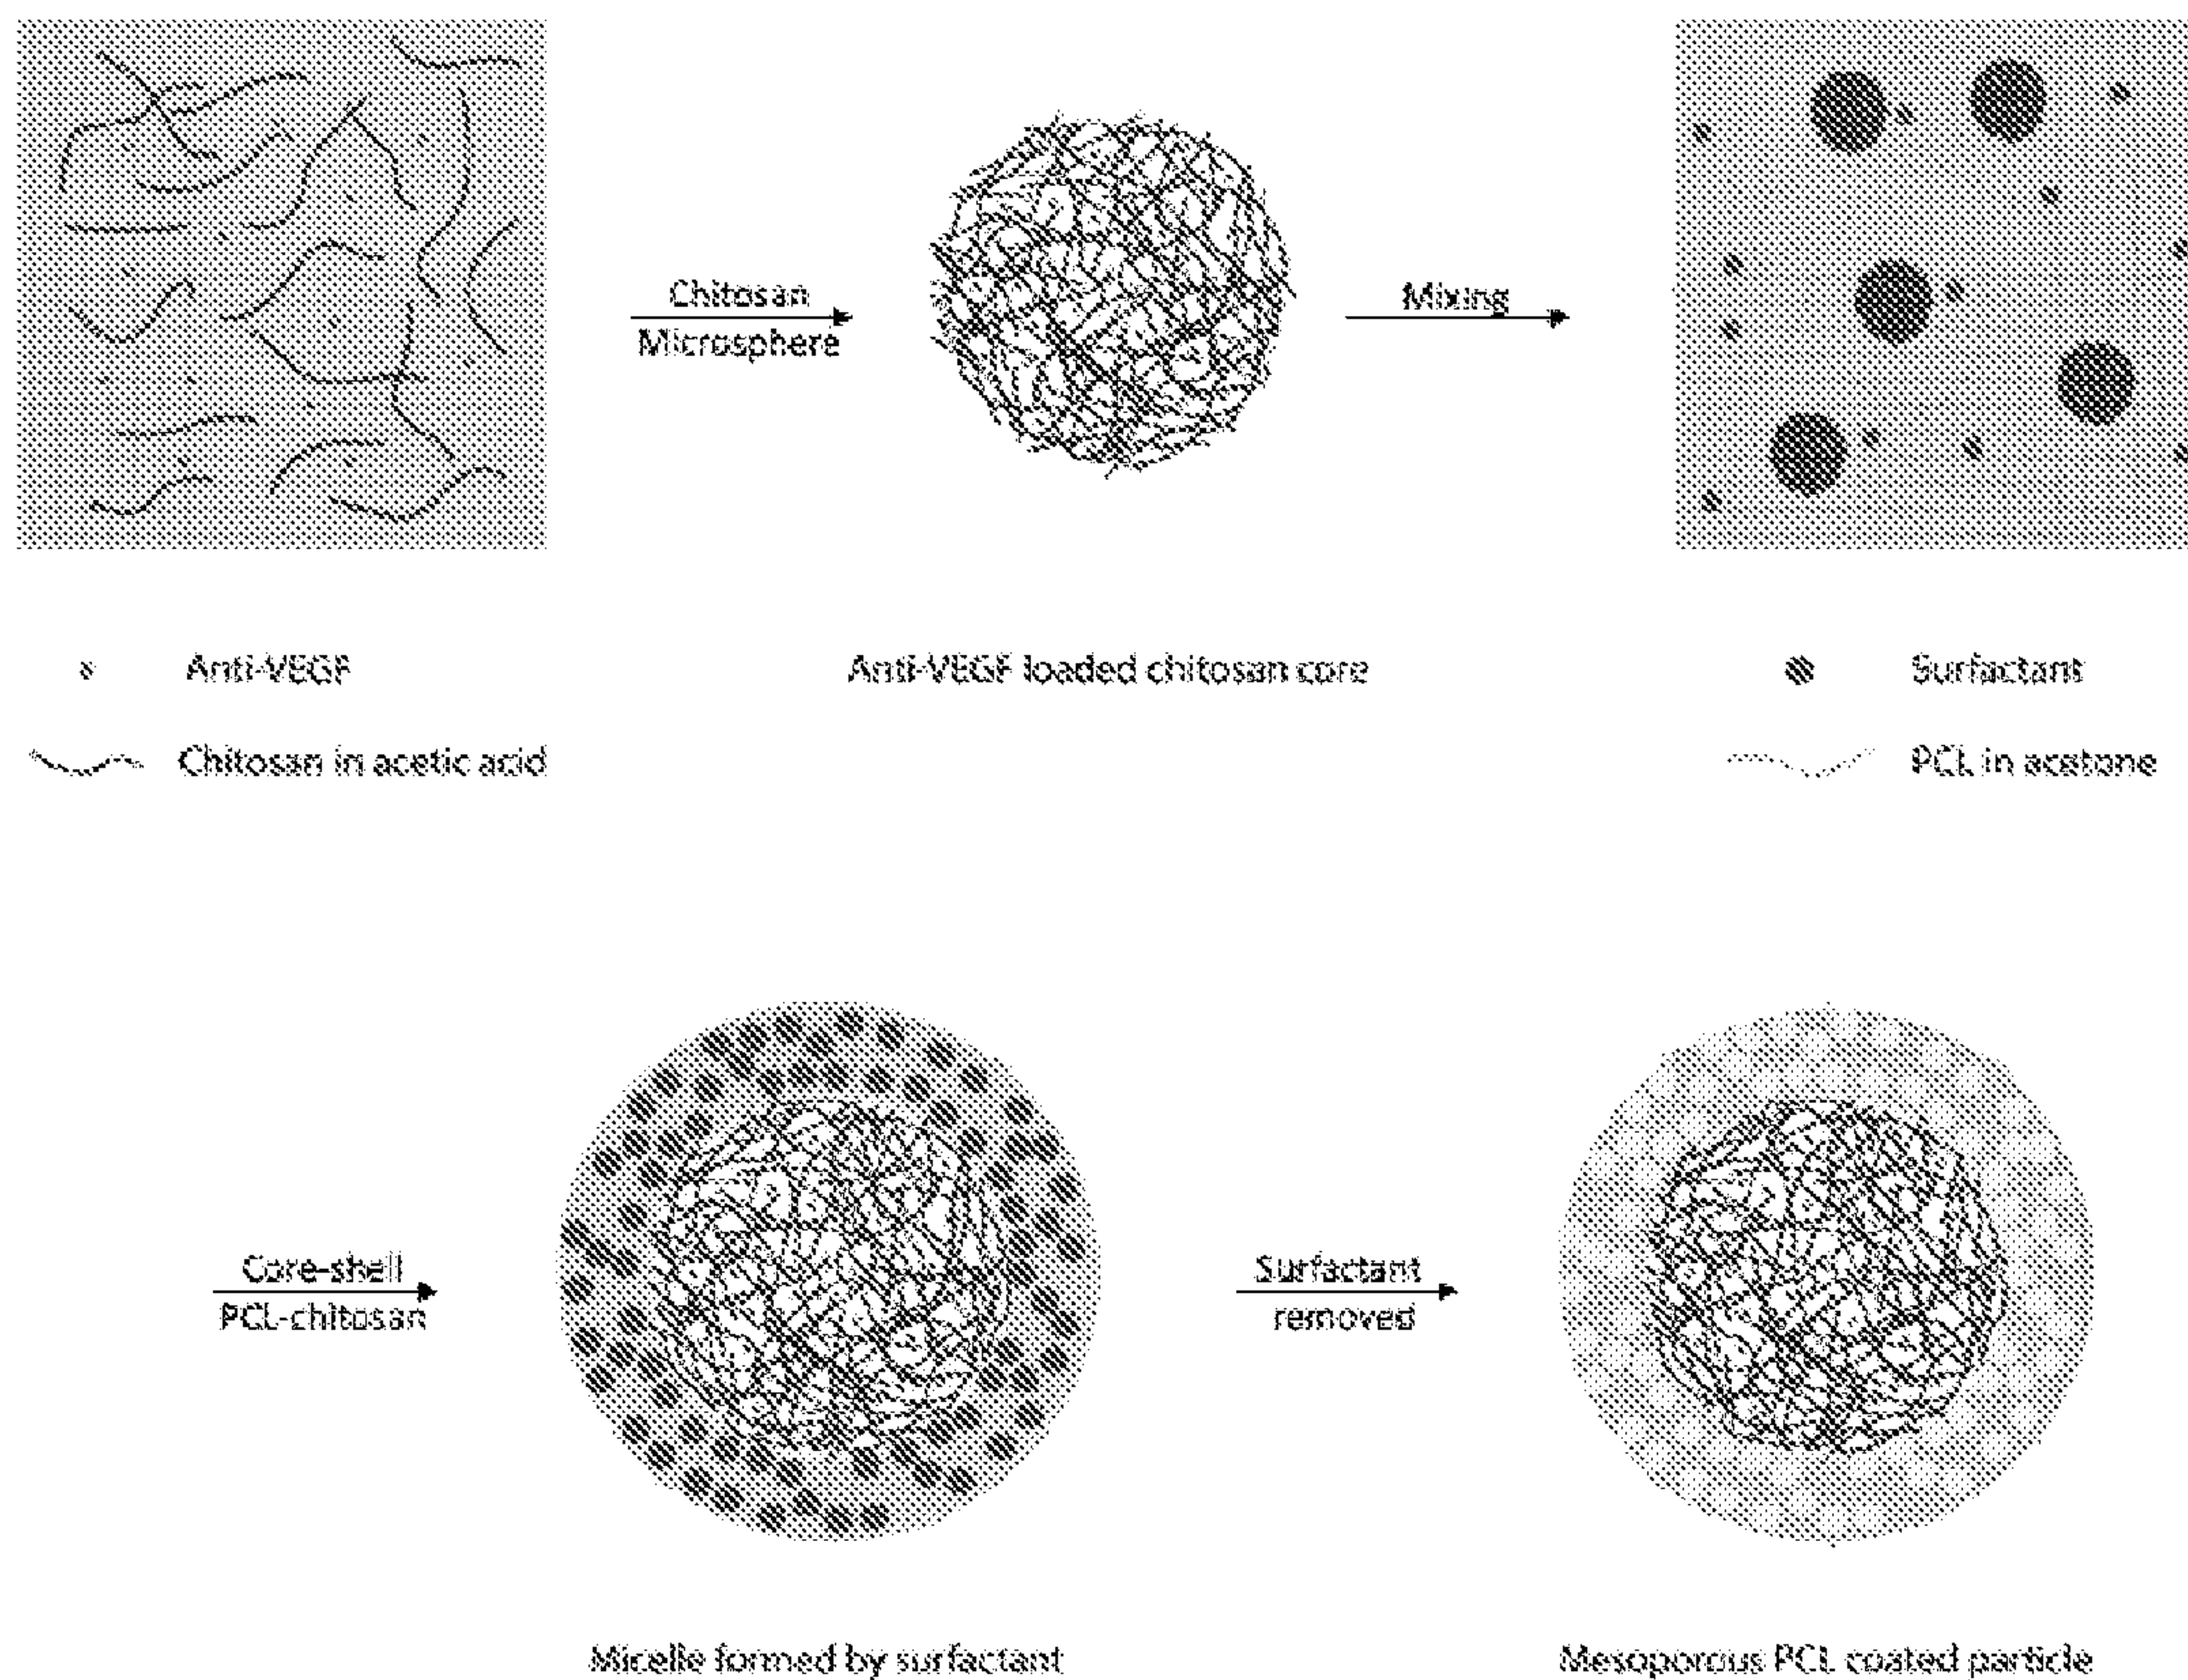 Chitosan
Microsphere
Mixing
Anti-VEGF
Anti-VEGF loaded chitosan core
Surfactant
Chitosan in acetic acid
PCL in acetone
Core-shell
PCL-chitosan
Surfactant
removed
Micelle formed by surfactant
Mesoporous PCL coated particle